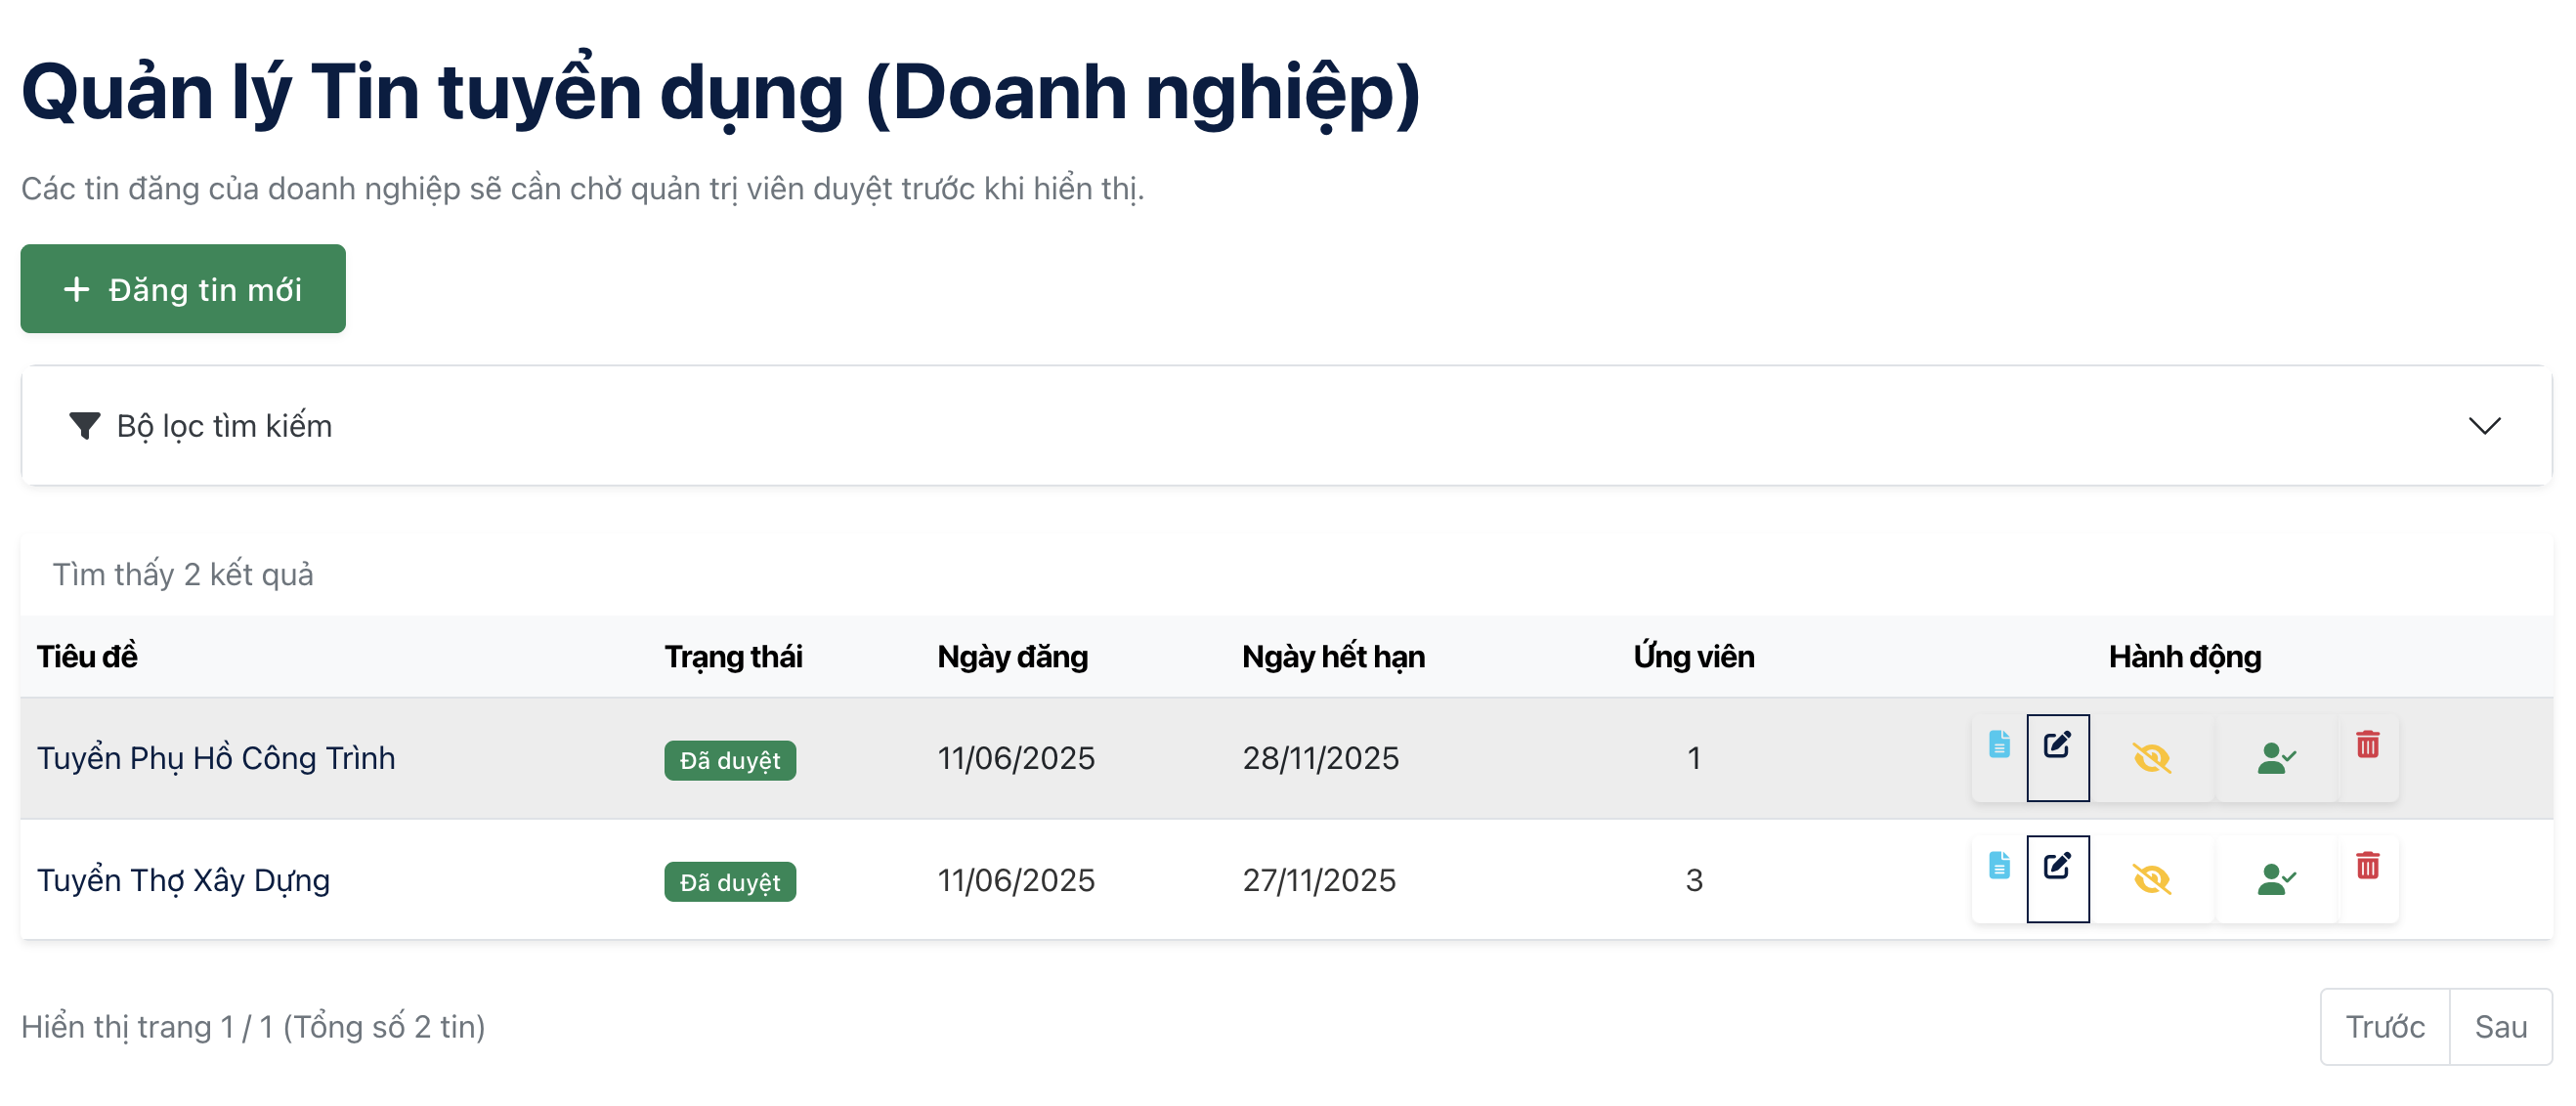 Quản lý Tin tuyển dụng (Doanh nghiệp)
Các tin đăng của doanh nghiệp sẽ cần chờ quản trị viên duyệt trước khi hiển thị.
+ Đăng tin mới
Bộ lọc tìm kiếm
Tìm thấy 2 kết quả
Tiêu đề Trạng thái Ngày đăng Ngày hết hạn Ứng viên Hành động
Tuyển Phụ Hồ Công Trình Đã duyệt 11/06/2025 28/11/2025 1
Tuyển Thợ Xây Dựng Đã duyệt 11/06/2025 27/11/2025 3
Hiển thị trang 1 / 1 (Tổng số 2 tin) Trước Sau